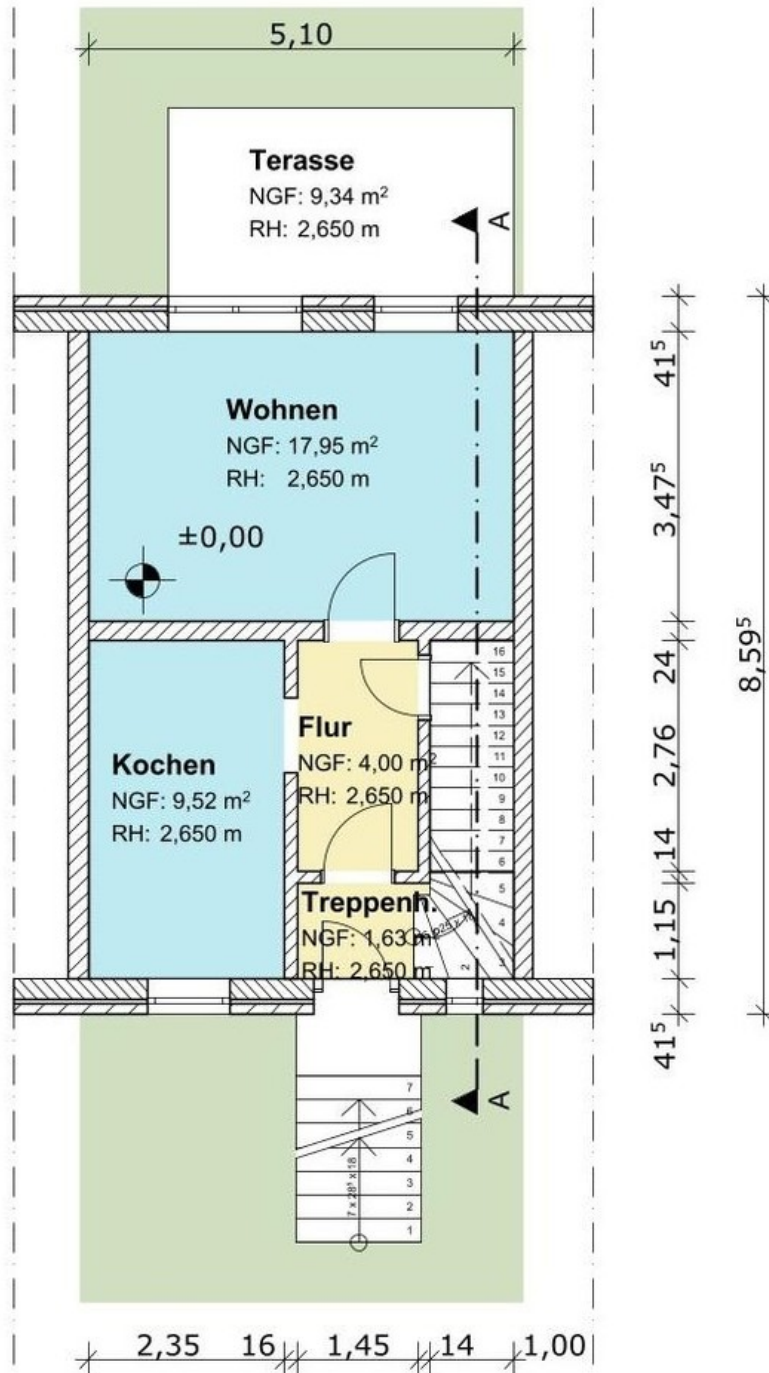 5,10
Terasse
NGF: 9,34 m²
RH: 2,650 m
A
Wohnen
NGF: 17,95 m²
RH: 2,650 m
±0,00
41⁵
3,47⁵
24
2,76
14
1,15
41⁵
8,59⁵
Flur
NGF: 4,00 m²
RH: 2,650 m
Kochen
NGF: 9,52 m²
RH: 2,650 m
16
15
14
13
12
11
10
9
8
7
6
5
4
3
2
Treppenh.
NGF: 1,63 m²
RH: 2,650 m
A
7
6
5
4
3
2
1
7 x 28⁵ x 18
2,35 16 1,45 14 1,00